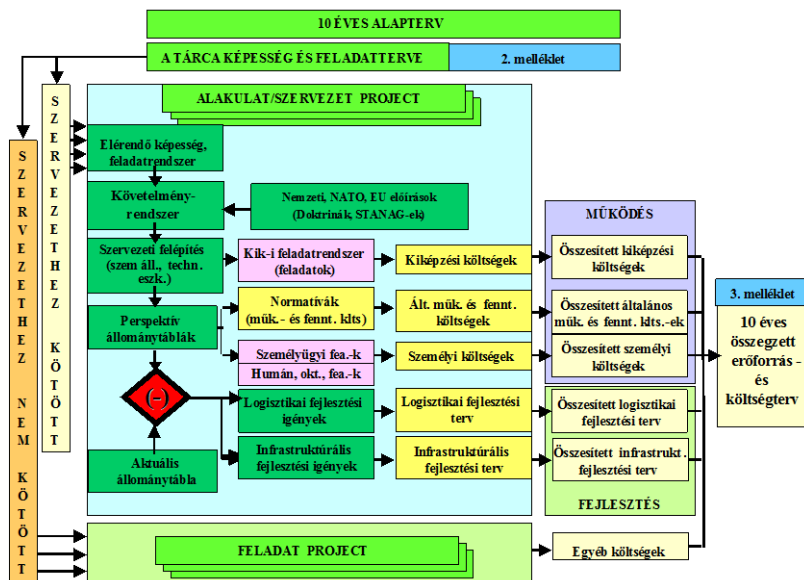 10 ÉVES ALAPTERV
A TÁRCA KÉPESSÉG ÉS FELADATTERVE
2. melléklet
SZERVEZETHEZ NEM KÖTÖTT
SZERVEZETHEZ KÖTÖTT
ALAKULAT/SZERVEZET PROJECT
Elérendő képesség,
feladatrendszer
Követelmény-
rendszer
Nemzeti, NATO, EU előírások
(Doktrinák, STANAG-ek)
Szervezeti felépítés
(szem áll., techn.
eszk.)
Kik-i feladatrendszer
(feladatok)
Kiképzési költségek
Perspektív
állománytáblák
Normatívák
(műk.- és fennt. klts)
Ált. műk. és fennt.
költségek
Személyügyi fea.-k
Humán, okt., fea.-k
Személyi költségek
(-)
Logisztikai fejlesztési
igények
Logisztikai fejlesztési
terv
Aktuális
állománytábla
Infrastruktúrális
fejlesztési igények
Infrastruktúrális
fejlesztési terv
MŰKÖDÉS
Összesített kiképzési
költségek
Összesített általános
műk. és fennt. klts.-ek
Összesített személyi
költségek
Összesített logisztikai
fejlesztési terv
Összesített infrastrukt.
fejlesztési terv
FEJLESZTÉS
3. melléklet
10 éves
összegzett
erőforrás -
és
költségterv
FELADAT PROJECT
Egyéb költségek